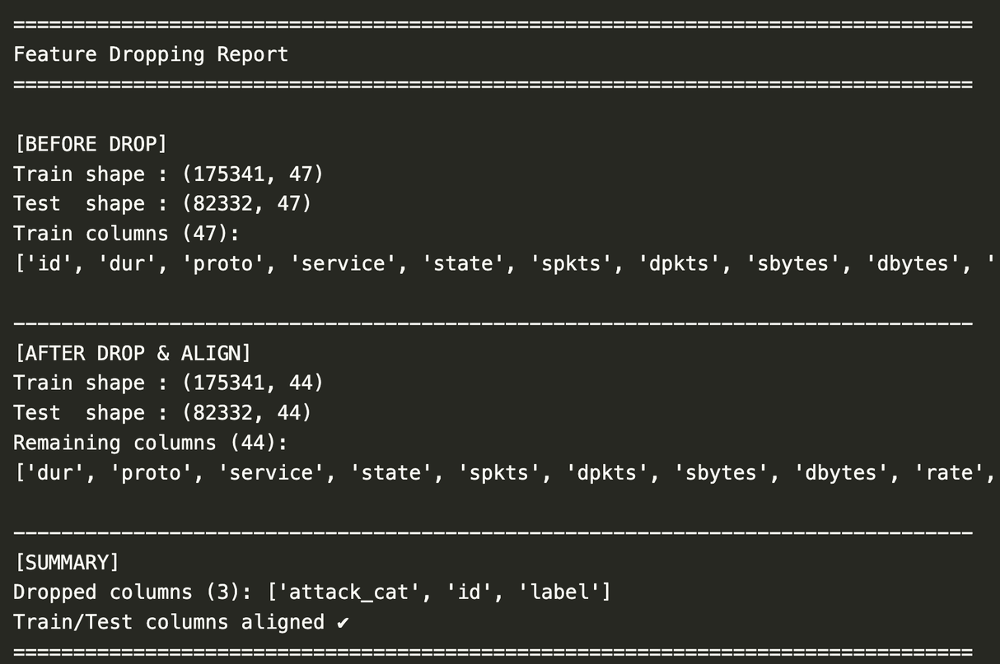 ================================================================================
Feature Dropping Report
================================================================================
[BEFORE DROP]
Train shape : (175341, 47)
Test  shape : (82332, 47)
Train columns (47):
['id', 'dur', 'proto', 'service', 'state', 'spkts', 'dpkts', 'sbytes', 'dbytes', '
--------------------------------------------------------------------------------
[AFTER DROP & ALIGN]
Train shape : (175341, 44)
Test  shape : (82332, 44)
Remaining columns (44):
['dur', 'proto', 'service', 'state', 'spkts', 'dpkts', 'sbytes', 'dbytes', 'rate',
--------------------------------------------------------------------------------
[SUMMARY]
Dropped columns (3): ['attack_cat', 'id', 'label']
Train/Test columns aligned ✔
================================================================================